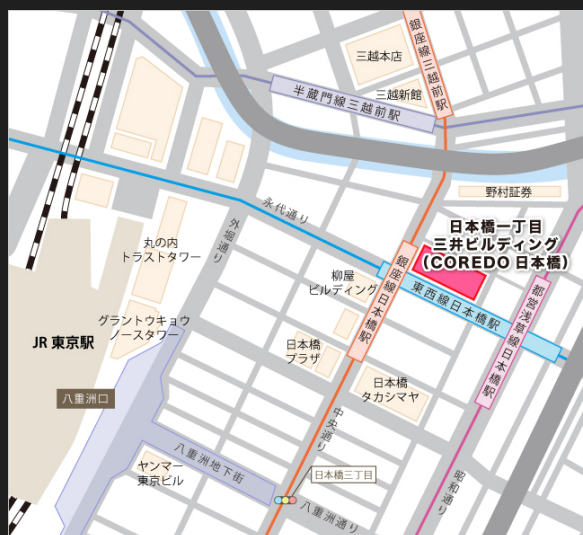 三越本店
三越新館
銀座線三越前駅
半蔵門線三越前駅
野村証券
永代通り
外堀通り
日本橋一丁目
三井ビルディング
(COREDO 日本橋)
丸の内
トラストタワー
柳屋
ビルディング
銀座線日本橋駅
東西線日本橋駅
都営浅草線日本橋駅
グラントウキョウ
ノースタワー
JR 東京駅
日本橋
プラザ
日本橋
タカシマヤ
八重洲口
中央通り
八重洲地下街
ヤンマー
東京ビル
日本橋三丁目
八重洲通り
昭和通り